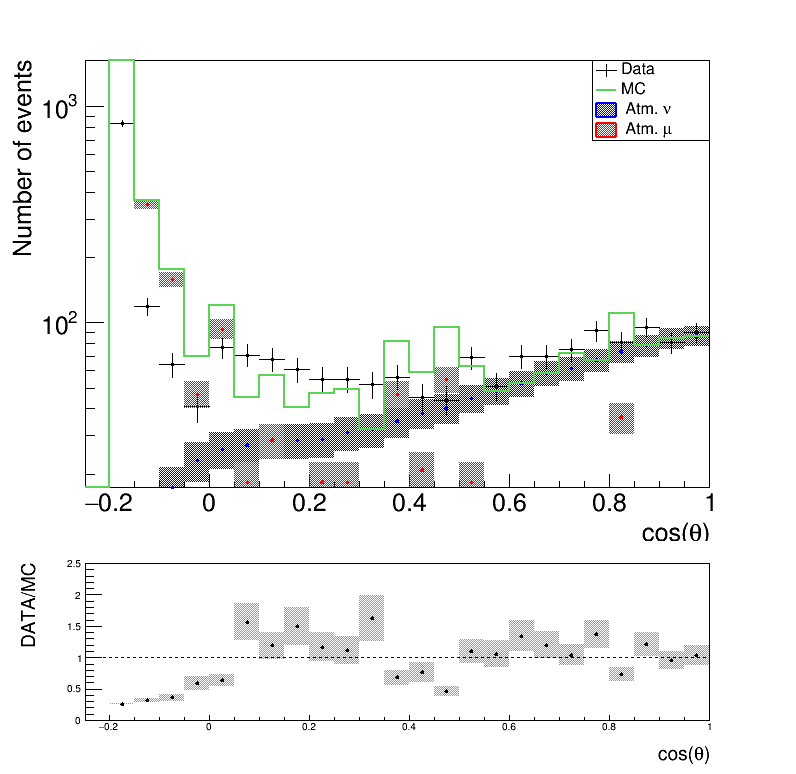 Number of events
10³
10²
Data
MC
Atm. ν
Atm. μ
−0.2 0 0.2 0.4 0.6 0.8 1
cos(θ)
DATA/MC
2.5
2
1.5
1
0.5
0
−0.2 0 0.2 0.4 0.6 0.8 1
cos(θ)